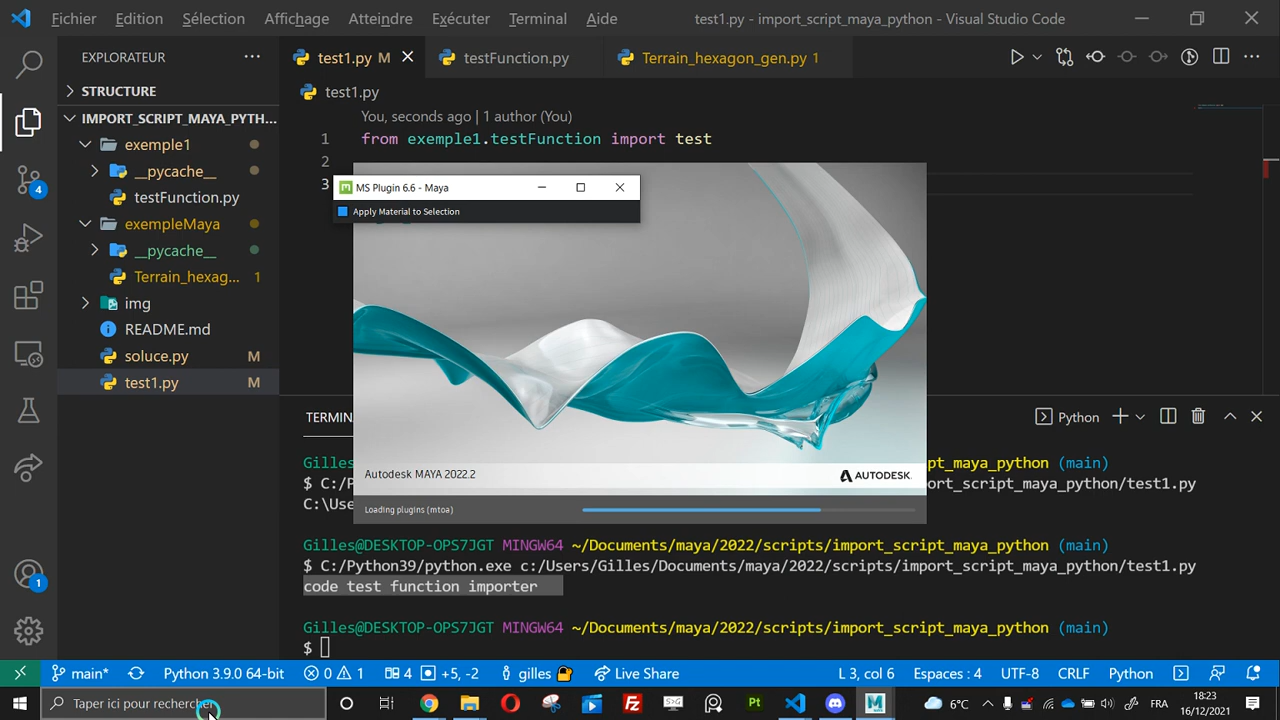 Fichier Edition Sélection Affichage Atteindre Exécuter Terminal Aide test1.py - import_script_maya_python - Visual Studio Code
EXPLORATEUR
test1.py M
testFunction.py
Terrain_hexagon_gen.py 1
STRUCTURE
test1.py
IMPORT_SCRIPT_MAYA_PYTH...
You, seconds ago | 1 author (You)
exemple1
1 from exemple1.testFunction import test
__pycache__
2
testFunction.py
3
MS Plugin 6.6 - Maya
Apply Material to Selection
exempleMaya
__pycache__
Terrain_hexag... 1
img
README.md
soluce.py M
test1.py M
4
TERMIN
Python
Gilles
pt_maya_python (main)
Autodesk MAYA 2022.2
AUTODESK
$ C:/P
ort_script_maya_python/test1.py
C:\Use
Loading plugins (mtoa)
Gilles@DESKTOP-OPS7JGT MINGW64 ~/Documents/maya/2022/scripts/import_script_maya_python (main)
$ C:/Python39/python.exe c:/Users/Gilles/Documents/maya/2022/scripts/import_script_maya_python/test1.py
code test function importer
1
Gilles@DESKTOP-OPS7JGT MINGW64 ~/Documents/maya/2022/scripts/import_script_maya_python (main)
$
main* Python 3.9.0 64-bit 0 1 4 +5, -2 gilles Live Share L 3, col 6 Espaces : 4 UTF-8 CRLF Python
Taper ici pour rechercher
Pt
6°C
FRA
18:23
16/12/2021